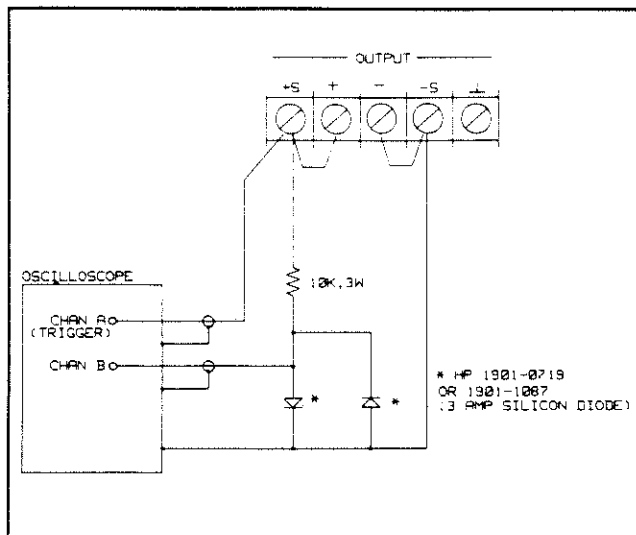 OUTPUT
+S + - -S ⊥
10K,3W
OSCILLOSCOPE
CHAN A
(TRIGGER)
CHAN B
*
*
* HP 1901-0719
OR 1901-1087
(3 AMP SILICON DIODE)